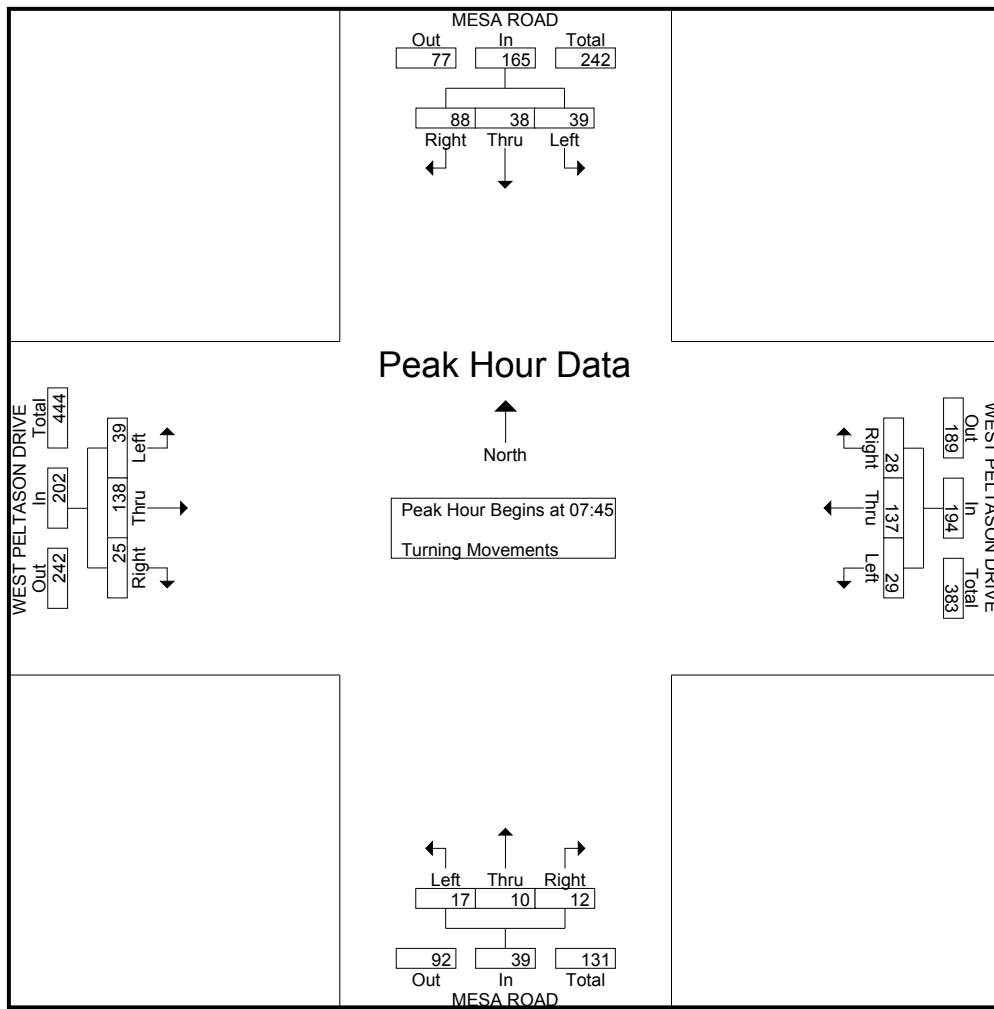 MESA ROAD
Out In Total
77 165 242
88 38 39
Right Thru Left
Peak Hour Data
North
Peak Hour Begins at 07:45
Turning Movements
WEST PELTASON DRIVE
Total In Out
444 202 242
39 138 25
Left Thru Right
WEST PELTASON DRIVE
Out In Total
189 194 383
28 137 29
Right Thru Left
Left Thru Right
17 10 12
92 39 131
Out In Total
MESA ROAD